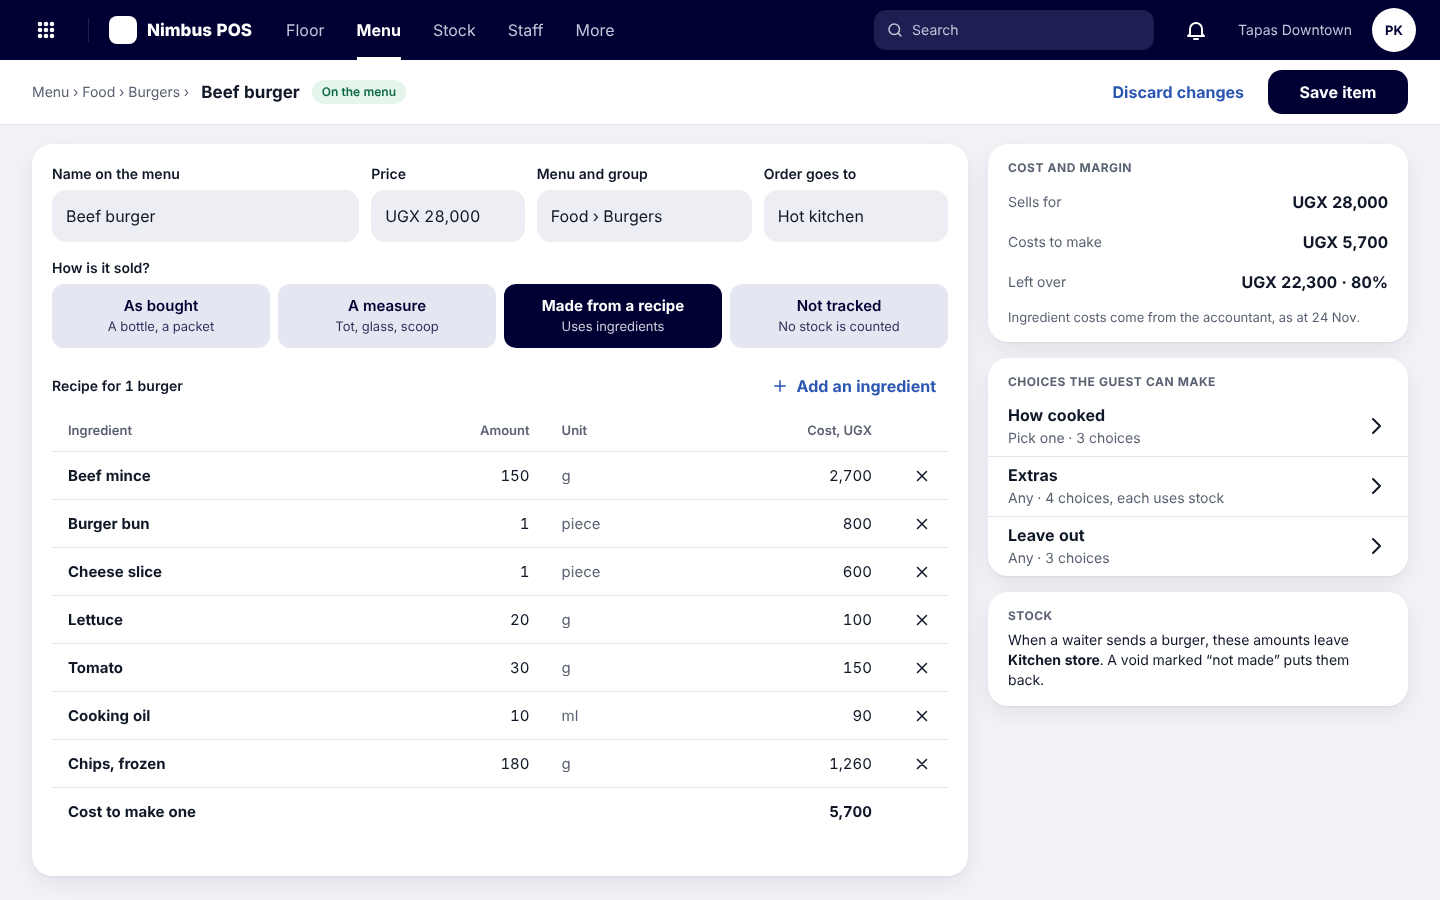 Nimbus POS
Floor
Menu
Stock
Staff
More
Search
Tapas Downtown
PK
Menu › Food › Burgers ›
Beef burger
On the menu
Discard changes
Save item
Name on the menu
Price
Menu and group
Order goes to
Beef burger
UGX 28,000
Food › Burgers
Hot kitchen
How is it sold?
As bought
A bottle, a packet
A measure
Tot, glass, scoop
Made from a recipe
Uses ingredients
Not tracked
No stock is counted
Recipe for 1 burger
Add an ingredient
Ingredient Amount Unit Cost, UGX
Beef mince 150 g 2,700
Burger bun 1 piece 800
Cheese slice 1 piece 600
Lettuce 20 g 100
Tomato 30 g 150
Cooking oil 10 ml 90
Chips, frozen 180 g 1,260
Cost to make one 5,700
COST AND MARGIN
Sells for UGX 28,000
Costs to make UGX 5,700
Left over UGX 22,300 · 80%
Ingredient costs come from the accountant, as at 24 Nov.
CHOICES THE GUEST CAN MAKE
How cooked
Pick one · 3 choices
Extras
Any · 4 choices, each uses stock
Leave out
Any · 3 choices
STOCK
When a waiter sends a burger, these amounts leave
Kitchen store. A void marked “not made” puts them
back.